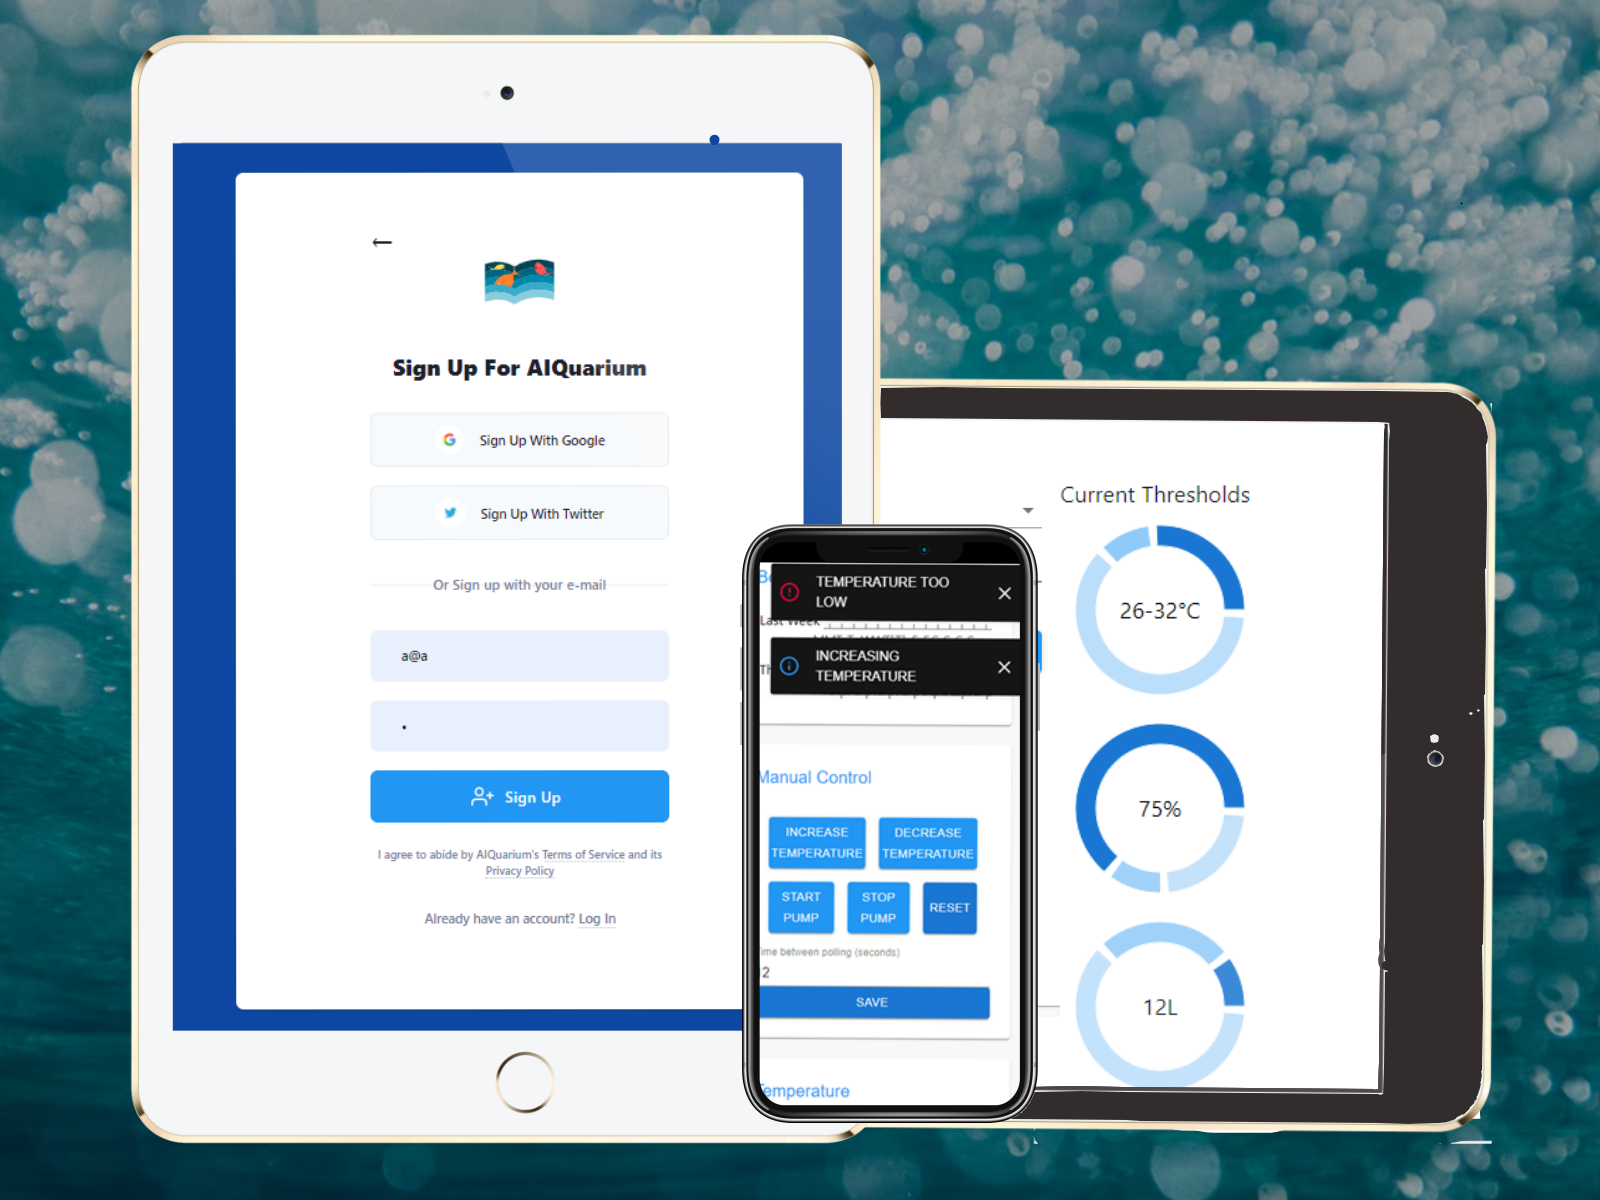 Sign Up For AIQuarium
Sign Up With Google
Sign Up With Twitter
Or Sign up with your e-mail
a@a
•
Sign Up
I agree to abide by AIQuarium's Terms of Service and its
Privacy Policy
Already have an account? Log In
TEMPERATURE TOO
LOW
Last Week
INCREASING
TEMPERATURE
Manual Control
INCREASE
TEMPERATURE
DECREASE
TEMPERATURE
START
PUMP
STOP
PUMP
RESET
Time between polling (seconds)
12
SAVE
Temperature
Current Thresholds
26-32°C
75%
12L